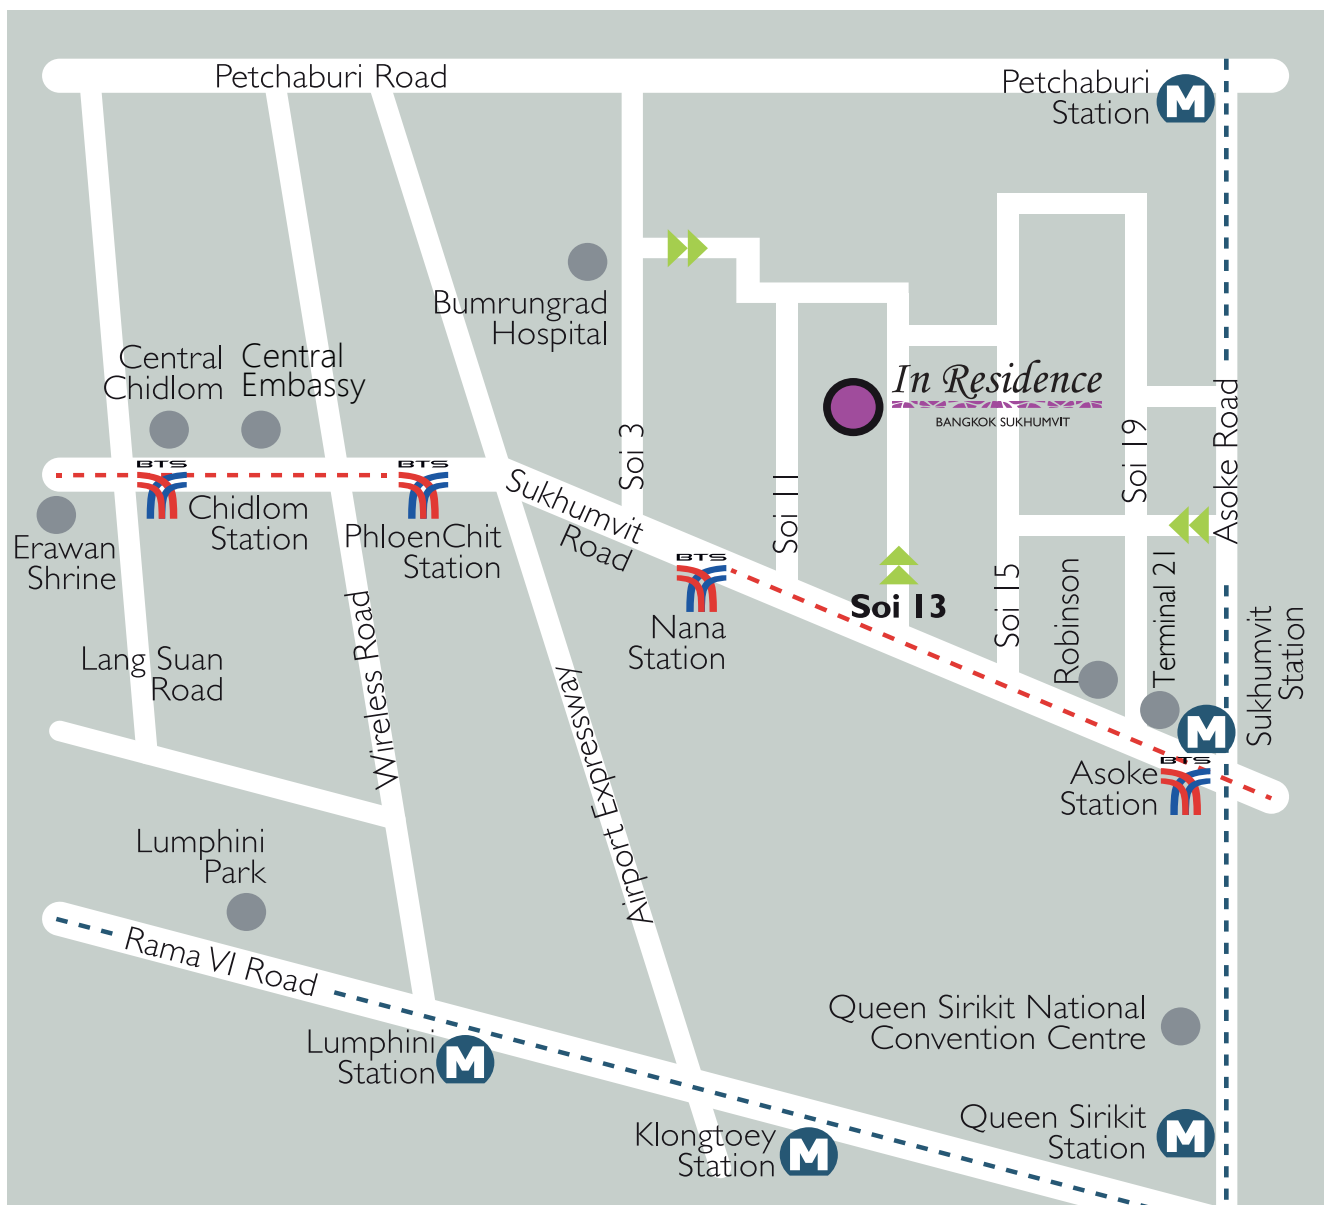 Petchaburi Road
Petchaburi
Station
M
Bumrungrad
Hospital
Central
Chidlom
Central
Embassy
In Residence
BANGKOK SUKHUMVIT
Soi 3
Soi 11
Soi 19
Asoke Road
BTS
Chidlom
Station
BTS
PhloenChit
Station
Sukhumvit
Road
Erawan
Shrine
BTS
Nana
Station
Soi 13
Soi 15
Robinson
Terminal 21
Sukhumvit
Station
M
Lang Suan
Road
Wireless Road
Airport Expressway
BTS
Asoke
Station
Lumphini
Park
Rama VI Road
Queen Sirikit National
Convention Centre
Lumphini
Station
M
Klongtoey
Station
M
Queen Sirikit
Station
M